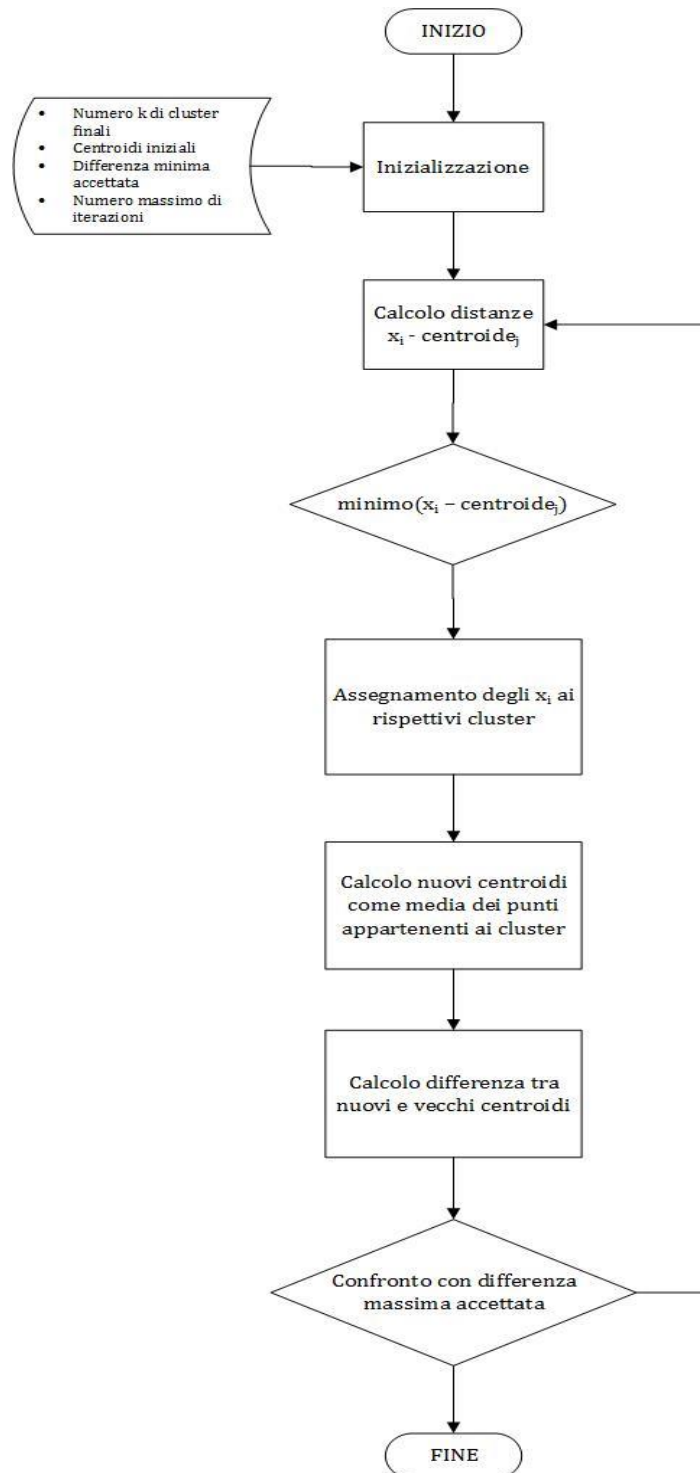 INIZIO
• Numero k di cluster
finali
• Centroidi iniziali
• Differenza minima
accettata
• Numero massimo di
iterazioni
Inizializzazione
Calcolo distanze
xᵢ - centroideⱼ
minimo(xᵢ – centroideⱼ)
Assegnamento degli xᵢ ai
rispettivi cluster
Calcolo nuovi centroidi
come media dei punti
appartenenti ai cluster
Calcolo differenza tra
nuovi e vecchi centroidi
Confronto con differenza
massima accettata
FINE